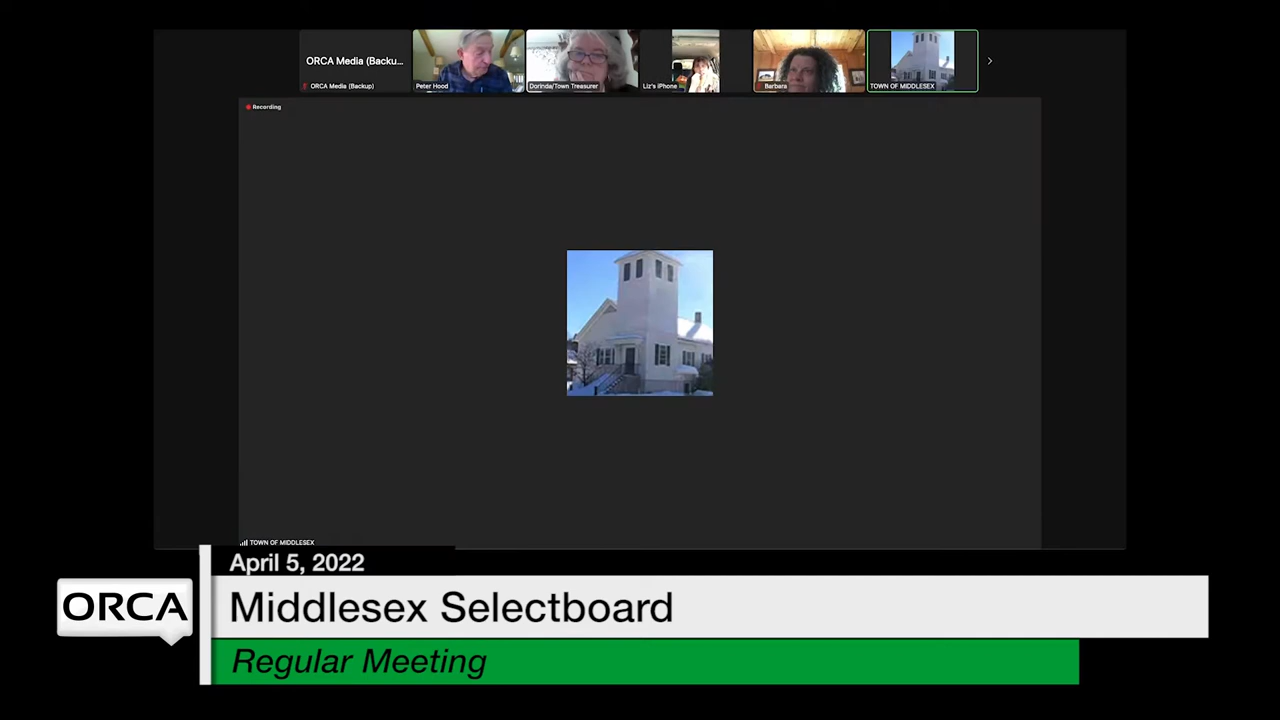 ORCA Media (Backu...
ORCA Media (Backup)
Peter Hood
Dorinda/Town Treasurer
Liz's iPhone
Barbara
TOWN OF MIDDLESEX
Recording
TOWN OF MIDDLESEX
April 5, 2022
ORCA
Middlesex Selectboard
Regular Meeting